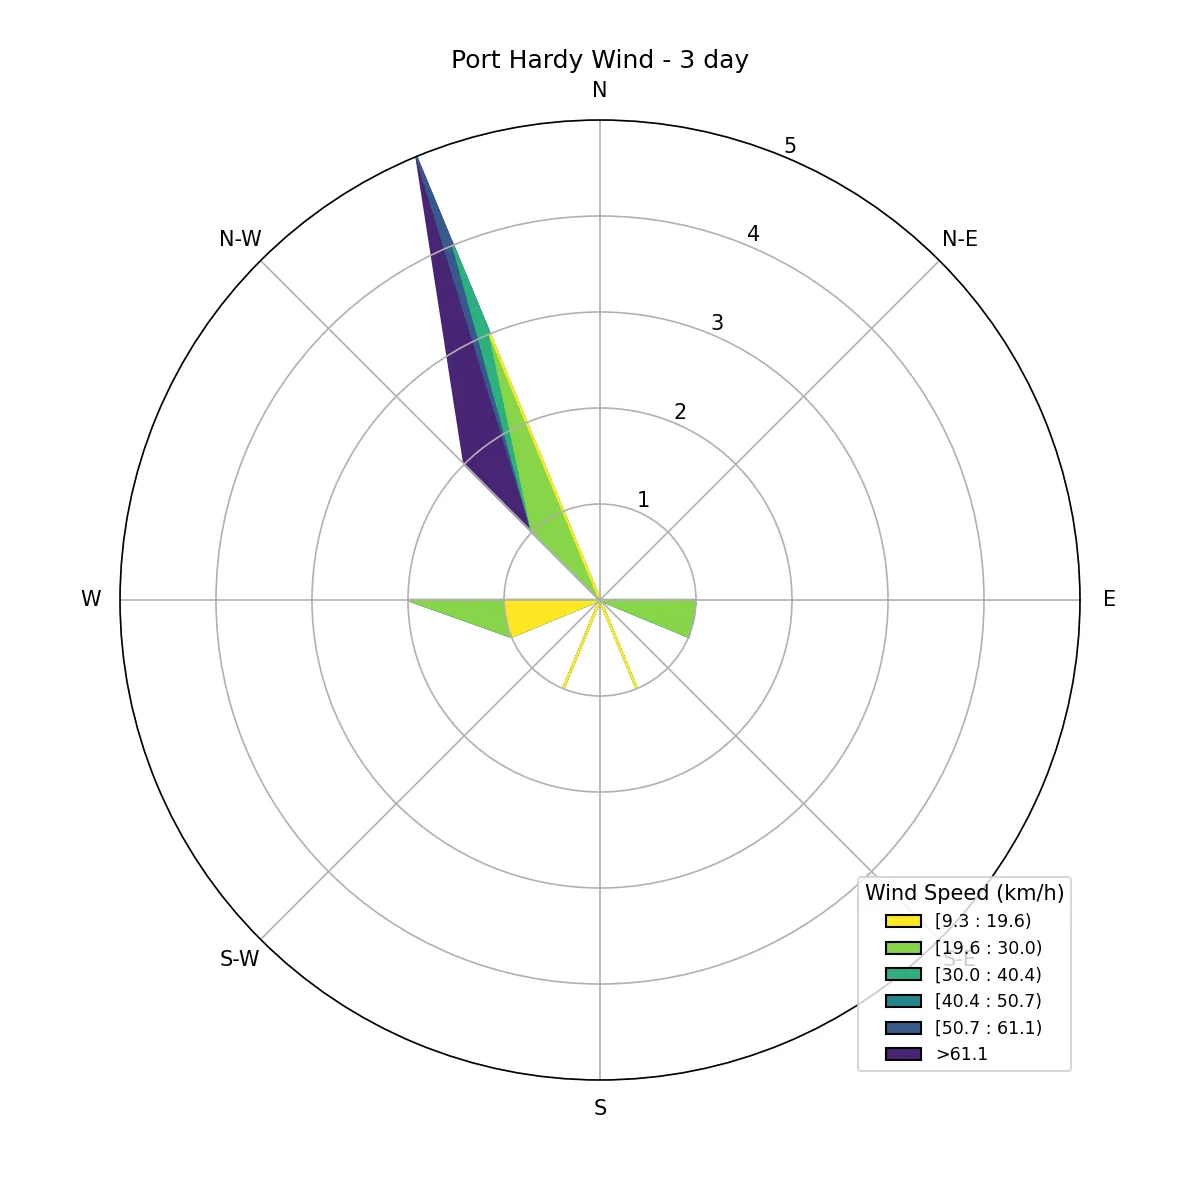 Port Hardy Wind - 3 day
N
5
N-W
4
N-E
3
2
1
W
E
S-W
S-E
S
Wind Speed (km/h)
[9.3 : 19.6)
[19.6 : 30.0)
[30.0 : 40.4)
[40.4 : 50.7)
[50.7 : 61.1)
>61.1